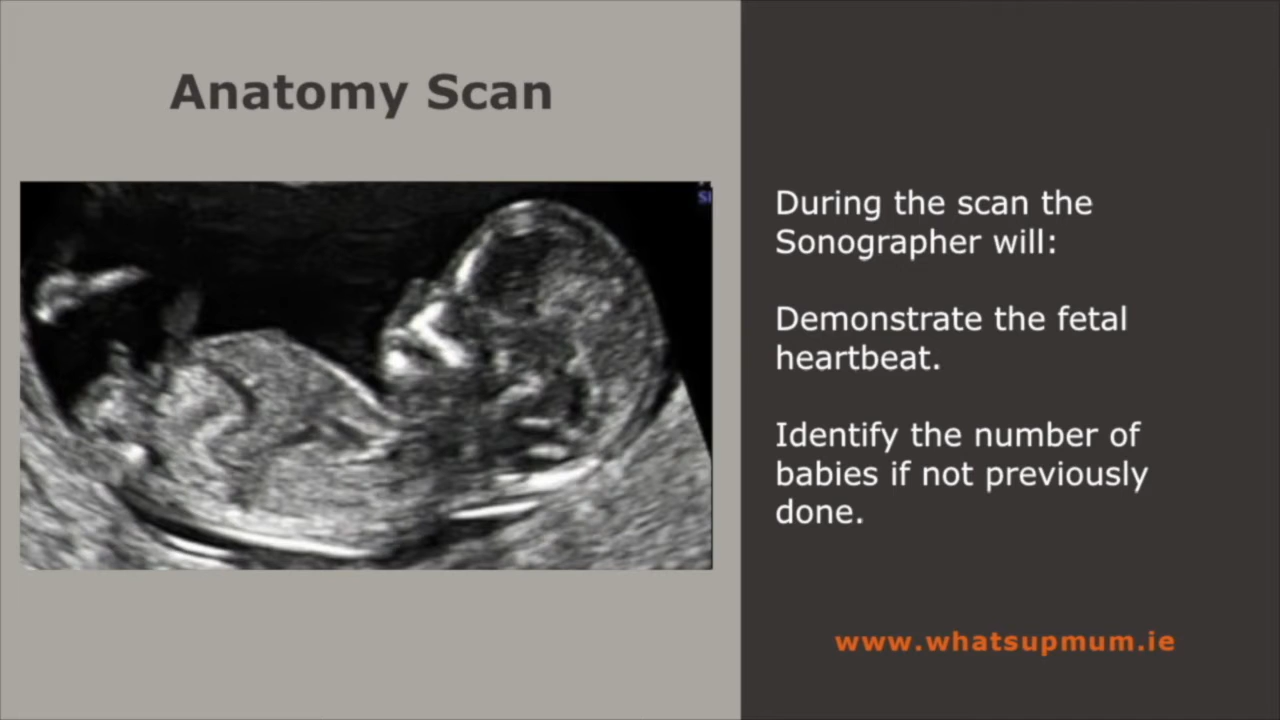 Anatomy Scan
SI
During the scan the
Sonographer will:
Demonstrate the fetal
heartbeat.
Identify the number of
babies if not previously
done.
www.whatsupmum.ie